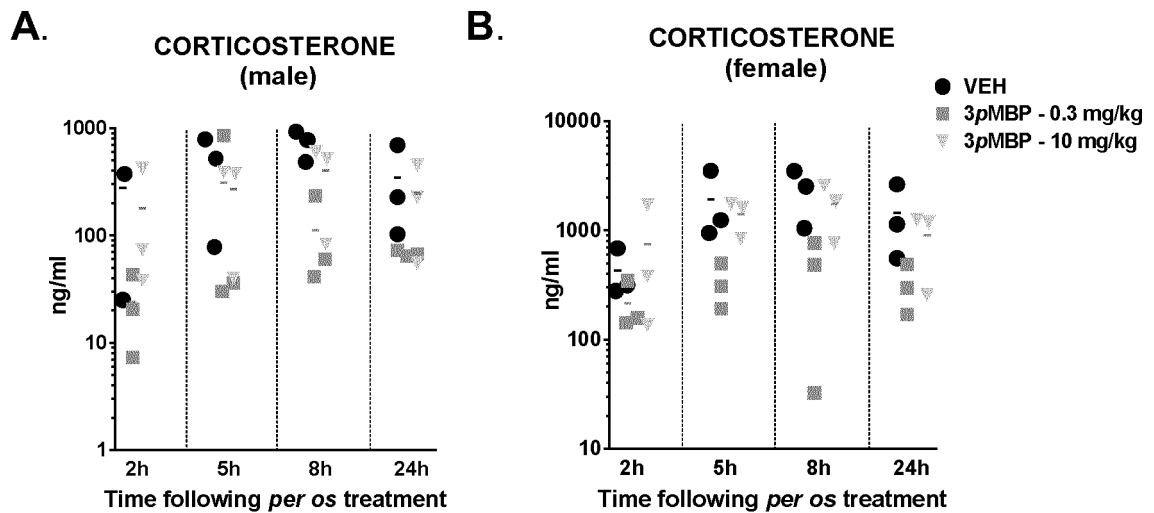 A.
CORTICOSTERONE
(male)
ng/ml
1000
100
10
1
2h 5h 8h 24h
Time following per os treatment
B.
CORTICOSTERONE
(female)
ng/ml
10000
1000
100
10
2h 5h 8h 24h
Time following per os treatment
VEH
3pMBP - 0.3 mg/kg
3pMBP - 10 mg/kg